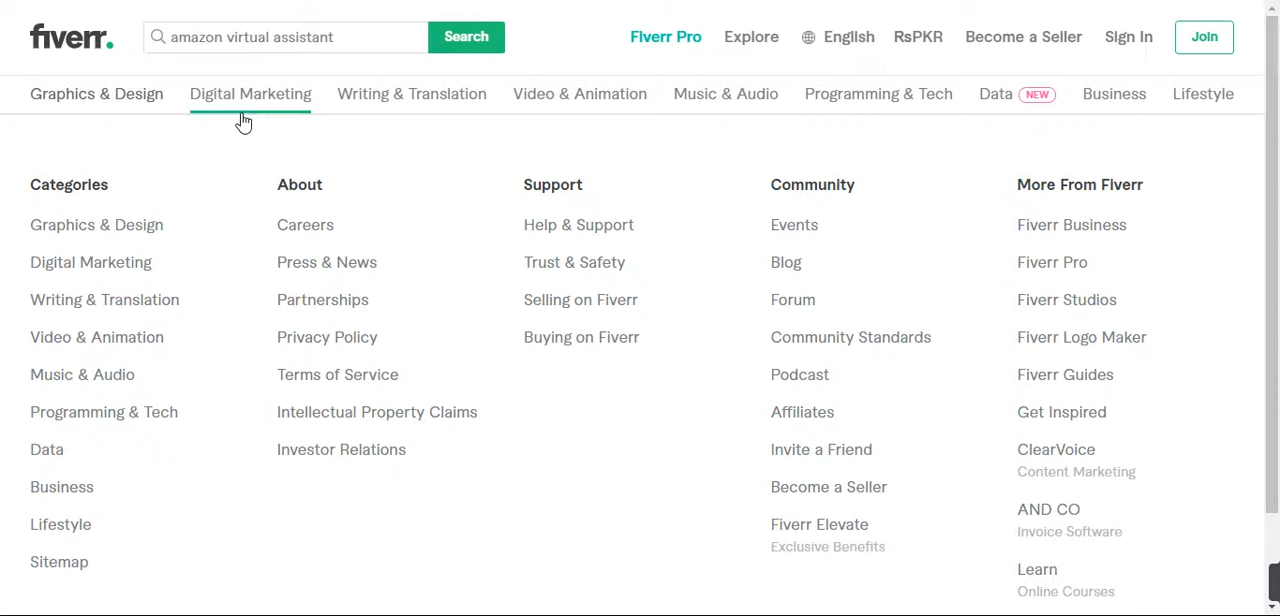 fiverr.
amazon virtual assistant
Search
Fiverr Pro
Explore
English
RsPKR
Become a Seller
Sign In
Join
Graphics & Design
Digital Marketing
Writing & Translation
Video & Animation
Music & Audio
Programming & Tech
Data NEW
Business
Lifestyle
Categories
Graphics & Design
Digital Marketing
Writing & Translation
Video & Animation
Music & Audio
Programming & Tech
Data
Business
Lifestyle
Sitemap
About
Careers
Press & News
Partnerships
Privacy Policy
Terms of Service
Intellectual Property Claims
Investor Relations
Support
Help & Support
Trust & Safety
Selling on Fiverr
Buying on Fiverr
Community
Events
Blog
Forum
Community Standards
Podcast
Affiliates
Invite a Friend
Become a Seller
Fiverr Elevate
Exclusive Benefits
More From Fiverr
Fiverr Business
Fiverr Pro
Fiverr Studios
Fiverr Logo Maker
Fiverr Guides
Get Inspired
ClearVoice
Content Marketing
AND CO
Invoice Software
Learn
Online Courses